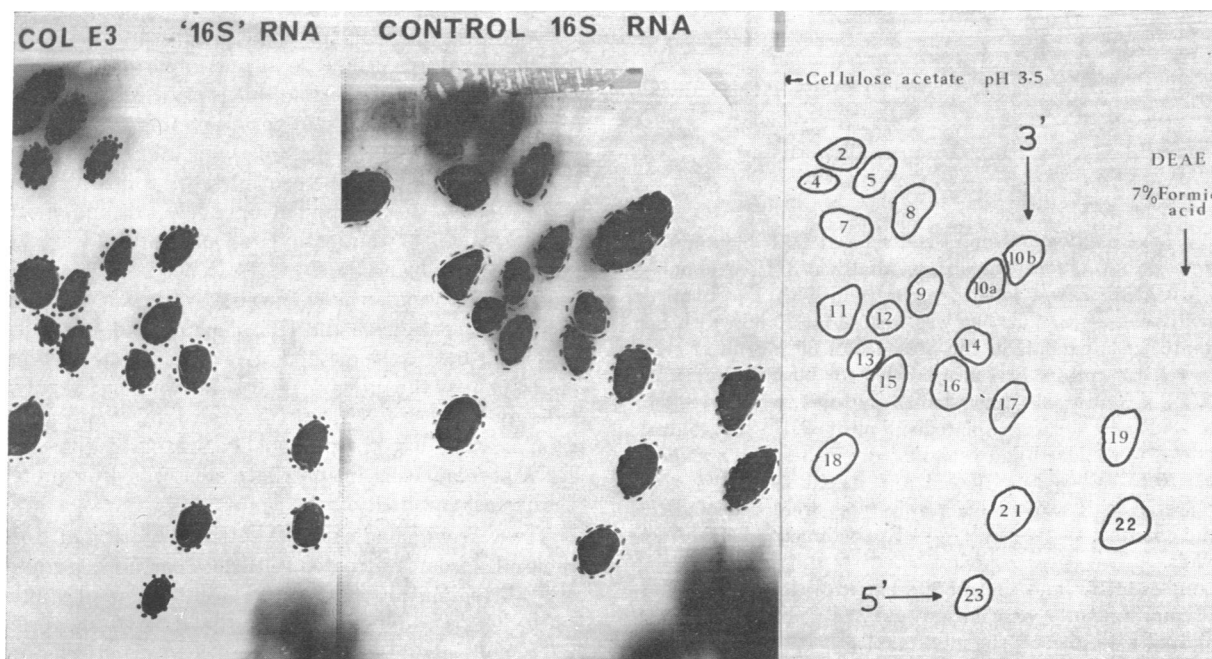 COL E3 '16S' RNA
CONTROL 16S RNA
←Cellulose acetate pH 3·5
3'
DEAE
7%Formic
acid
2
4
5
7
8
10b
10a
9
11
12
13
14
15
16
17
18
19
21
22
5'
23